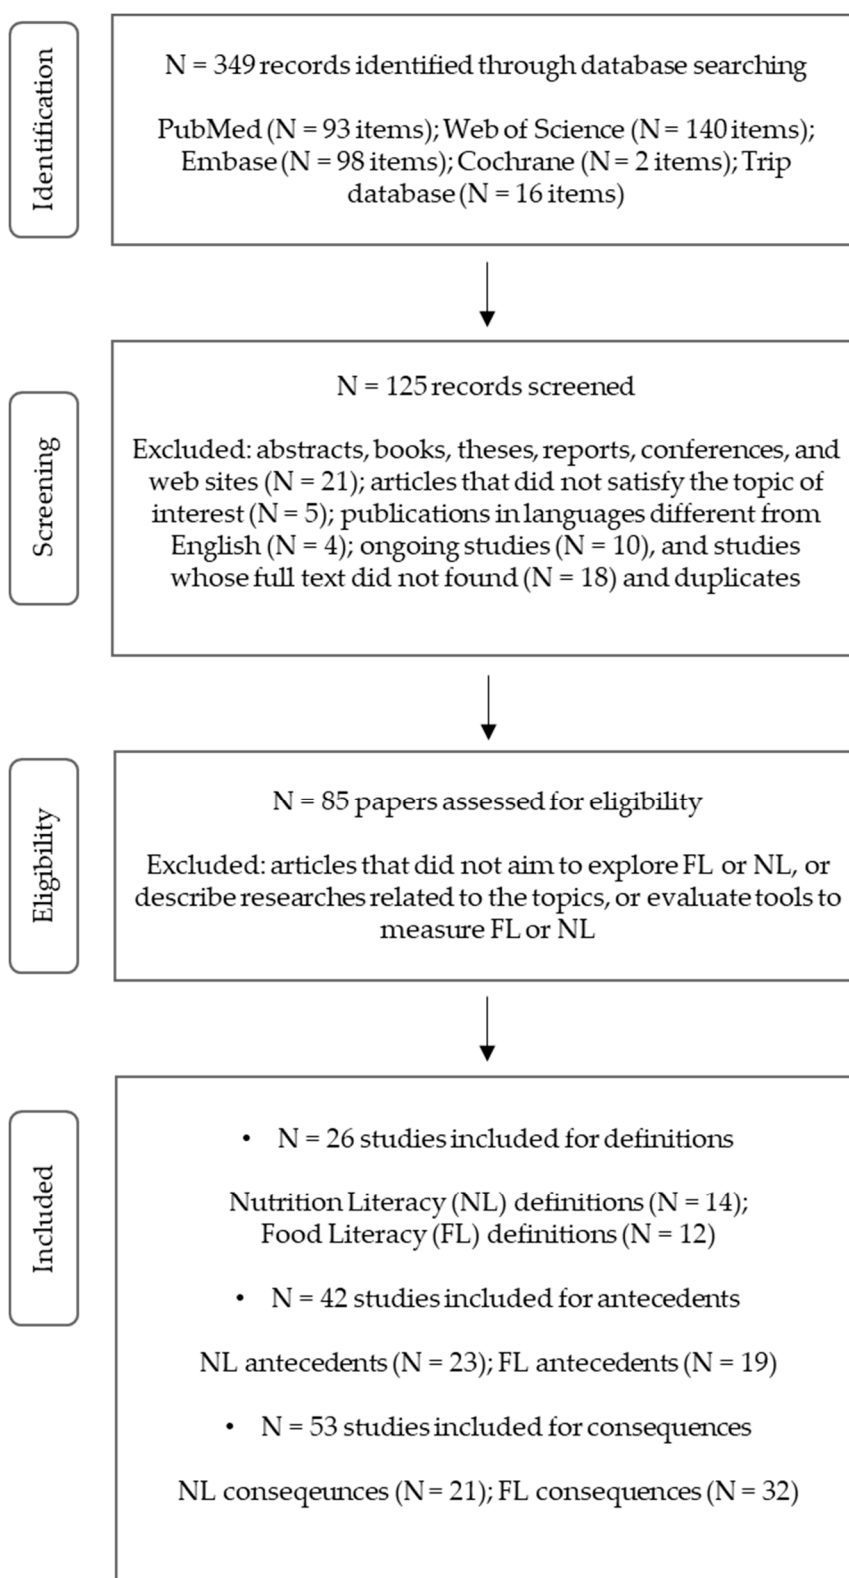 Identification
N = 349 records identified through database searching
PubMed (N = 93 items); Web of Science (N = 140 items);
Embase (N = 98 items); Cochrane (N = 2 items); Trip
database (N = 16 items)
Screening
N = 125 records screened
Excluded: abstracts, books, theses, reports, conferences, and
web sites (N = 21); articles that did not satisfy the topic of
interest (N = 5); publications in languages different from
English (N = 4); ongoing studies (N = 10), and studies
whose full text did not found (N = 18) and duplicates
Eligibility
N = 85 papers assessed for eligibility
Excluded: articles that did not aim to explore FL or NL, or
describe researches related to the topics, or evaluate tools to
measure FL or NL
Included
• N = 26 studies included for definitions
Nutrition Literacy (NL) definitions (N = 14);
Food Literacy (FL) definitions (N = 12)
• N = 42 studies included for antecedents
NL antecedents (N = 23); FL antecedents (N = 19)
• N = 53 studies included for consequences
NL conseqeunces (N = 21); FL consequences (N = 32)